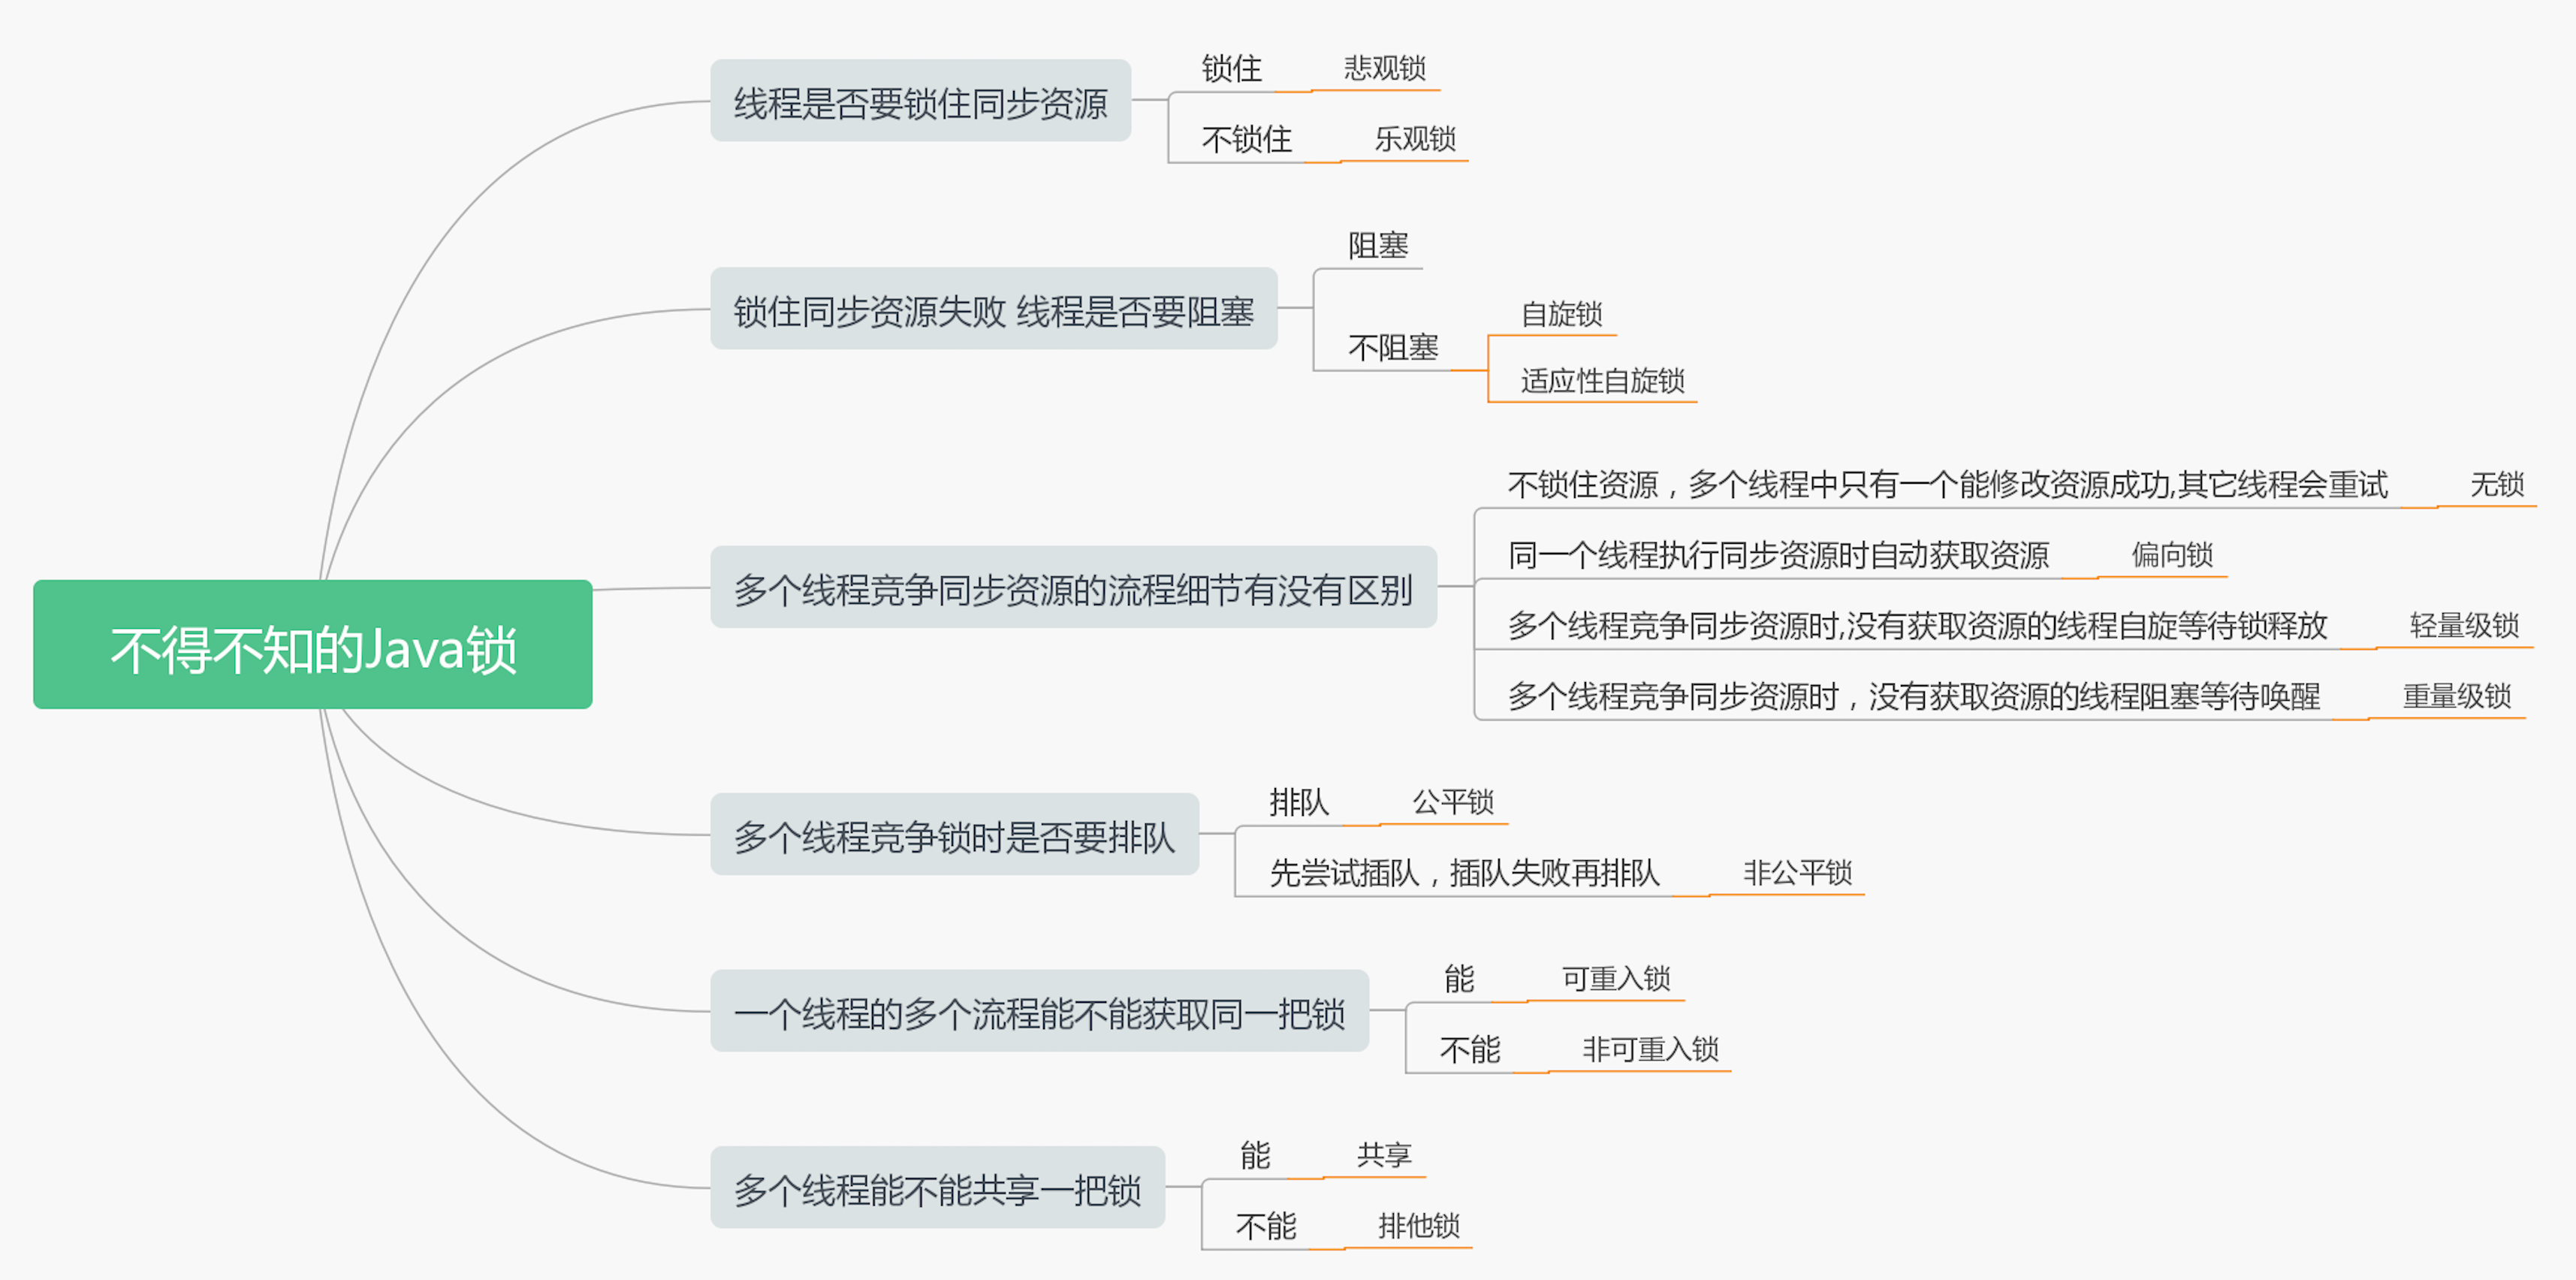 不得不知的Java锁
线程是否要锁住同步资源
锁住
悲观锁
不锁住
乐观锁
锁住同步资源失败 线程是否要阻塞
阻塞
不阻塞
自旋锁
适应性自旋锁
多个线程竞争同步资源的流程细节有没有区别
不锁住资源，多个线程中只有一个能修改资源成功,其它线程会重试
无锁
同一个线程执行同步资源时自动获取资源
偏向锁
多个线程竞争同步资源时,没有获取资源的线程自旋等待锁释放
轻量级锁
多个线程竞争同步资源时，没有获取资源的线程阻塞等待唤醒
重量级锁
多个线程竞争锁时是否要排队
排队
公平锁
先尝试插队，插队失败再排队
非公平锁
一个线程的多个流程能不能获取同一把锁
能
可重入锁
不能
非可重入锁
多个线程能不能共享一把锁
能
共享
不能
排他锁